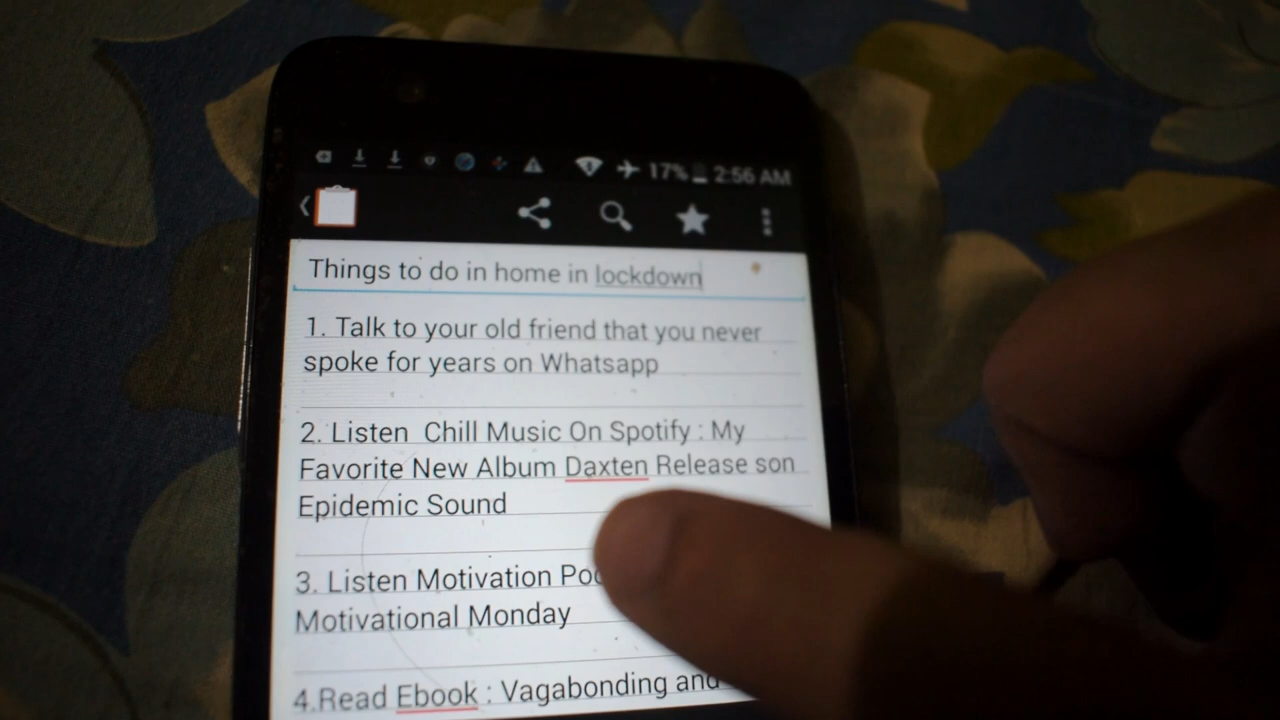 17% 2:56 AM
Things to do in home in lockdown
1. Talk to your old friend that you never
spoke for years on Whatsapp
2. Listen Chill Music On Spotify : My
Favorite New Album Daxten Release son
Epidemic Sound
3. Listen Motivation
Motivational Monday
4.Read Ebook : Vagabonding and